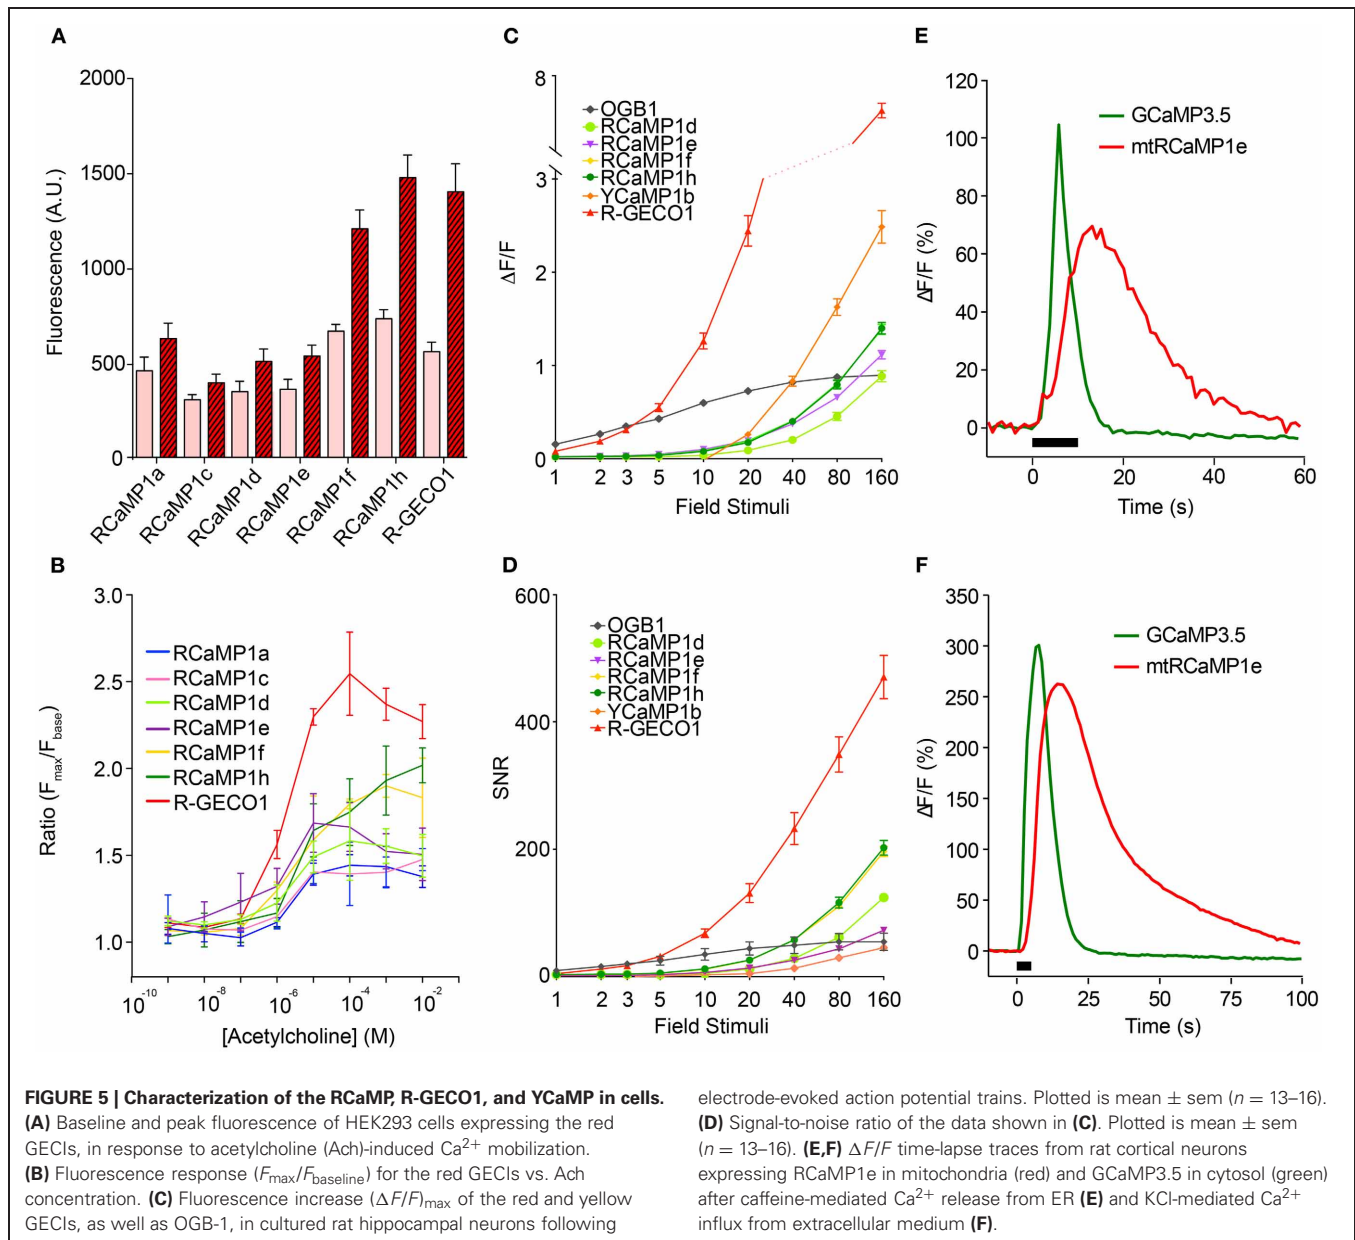 A
2000
1500
1000
500
0
Fluorescence (A.U.)
RCaMP1a
RCaMP1c
RCaMP1d
RCaMP1e
RCaMP1f
RCaMP1h
R-GECO1
B
3.0
2.5
2.0
1.5
1.0
Ratio (Fmax/Fbase)
RCaMP1a
RCaMP1c
RCaMP1d
RCaMP1e
RCaMP1f
RCaMP1h
R-GECO1
10⁻¹⁰ 10⁻⁸ 10⁻⁶ 10⁻⁴ 10⁻²
[Acetylcholine] (M)
C
8
3
2
1
0
ΔF/F
OGB1
RCaMP1d
RCaMP1e
RCaMP1f
RCaMP1h
YCaMP1b
R-GECO1
1 2 3 5 10 20 40 80 160
Field Stimuli
D
600
400
200
0
SNR
OGB1
RCaMP1d
RCaMP1e
RCaMP1f
RCaMP1h
YCaMP1b
R-GECO1
1 2 3 5 10 20 40 80 160
Field Stimuli
E
120
100
80
60
40
20
0
ΔF/F (%)
GCaMP3.5
mtRCaMP1e
0 20 40 60
Time (s)
F
350
300
250
200
150
100
50
0
ΔF/F (%)
GCaMP3.5
mtRCaMP1e
0 25 50 75 100
Time (s)
FIGURE 5 | Characterization of the RCaMP, R-GECO1, and YCaMP in cells.
(A) Baseline and peak fluorescence of HEK293 cells expressing the red
GECIs, in response to acetylcholine (Ach)-induced Ca²⁺ mobilization.
(B) Fluorescence response (Fmax/Fbaseline) for the red GECIs vs. Ach
concentration. (C) Fluorescence increase (ΔF/F)max of the red and yellow
GECIs, as well as OGB-1, in cultured rat hippocampal neurons following
electrode-evoked action potential trains. Plotted is mean ± sem (n = 13–16).
(D) Signal-to-noise ratio of the data shown in (C). Plotted is mean ± sem
(n = 13–16). (E,F) ΔF/F time-lapse traces from rat cortical neurons
expressing RCaMP1e in mitochondria (red) and GCaMP3.5 in cytosol (green)
after caffeine-mediated Ca²⁺ release from ER (E) and KCl-mediated Ca²⁺
influx from extracellular medium (F).